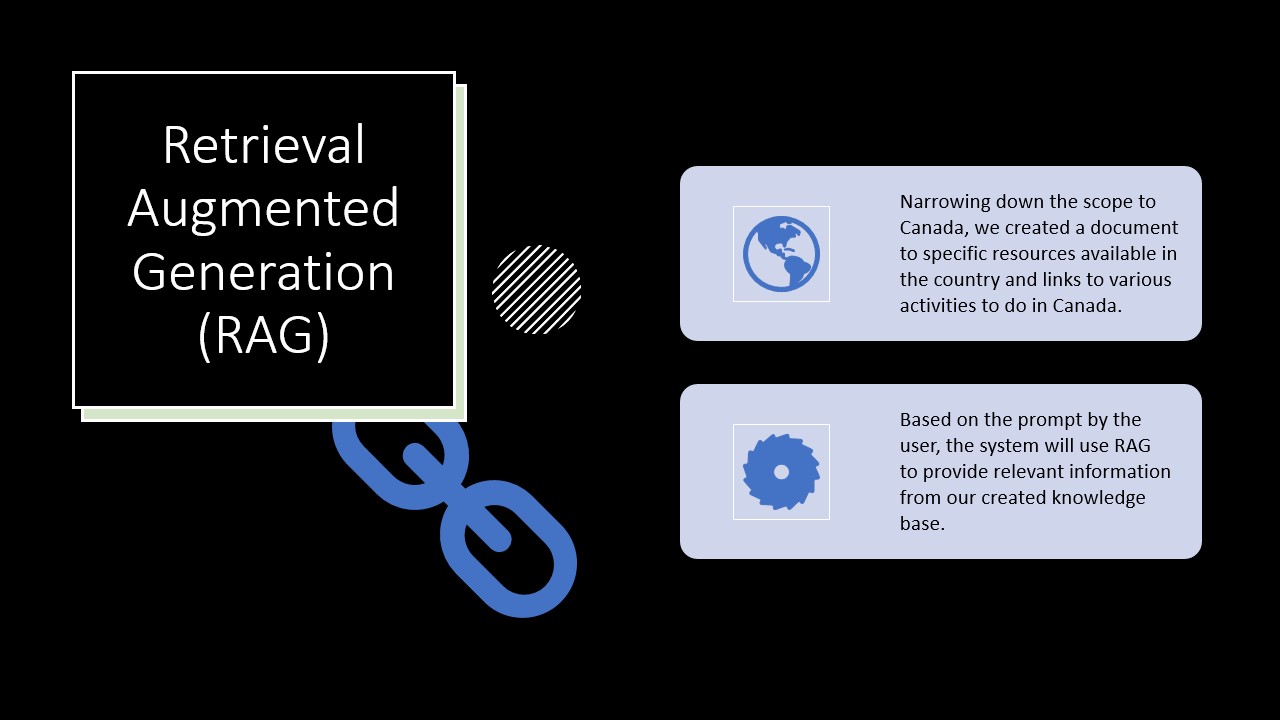 Retrieval
Augmented
Generation
(RAG)
Narrowing down the scope to
Canada, we created a document
to specific resources available in
the country and links to various
activities to do in Canada.
Based on the prompt by the
user, the system will use RAG
to provide relevant information
from our created knowledge
base.